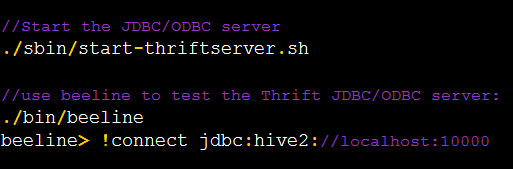 //Start the JDBC/ODBC server
./sbin/start-thriftserver.sh
//use beeline to test the Thrift JDBC/ODBC server:
./bin/beeline
beeline> !connect jdbc:hive2://localhost:10000